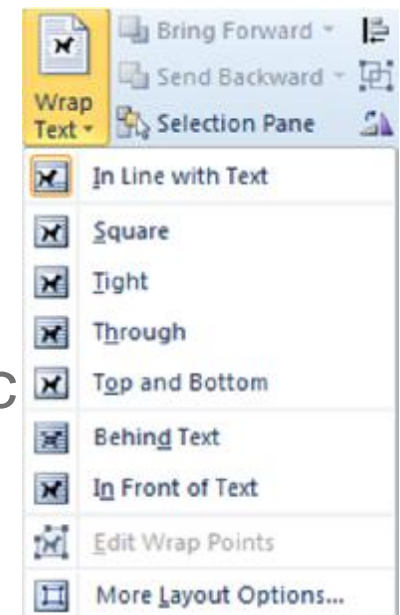 Bring Forward
Send Backward
Wrap
Text
Selection Pane
In Line with Text
Square
Tight
Through
c
Top and Bottom
Behind Text
In Front of Text
Edit Wrap Points
More Layout Options...